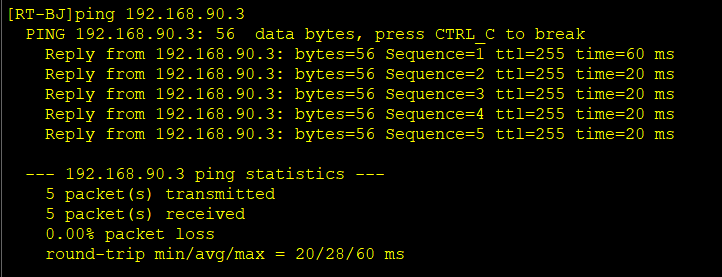 [RT-BJ]ping 192.168.90.3
PING 192.168.90.3: 56  data bytes, press CTRL_C to break
Reply from 192.168.90.3: bytes=56 Sequence=1 ttl=255 time=60 ms
Reply from 192.168.90.3: bytes=56 Sequence=2 ttl=255 time=20 ms
Reply from 192.168.90.3: bytes=56 Sequence=3 ttl=255 time=20 ms
Reply from 192.168.90.3: bytes=56 Sequence=4 ttl=255 time=20 ms
Reply from 192.168.90.3: bytes=56 Sequence=5 ttl=255 time=20 ms
--- 192.168.90.3 ping statistics ---
5 packet(s) transmitted
5 packet(s) received
0.00% packet loss
round-trip min/avg/max = 20/28/60 ms